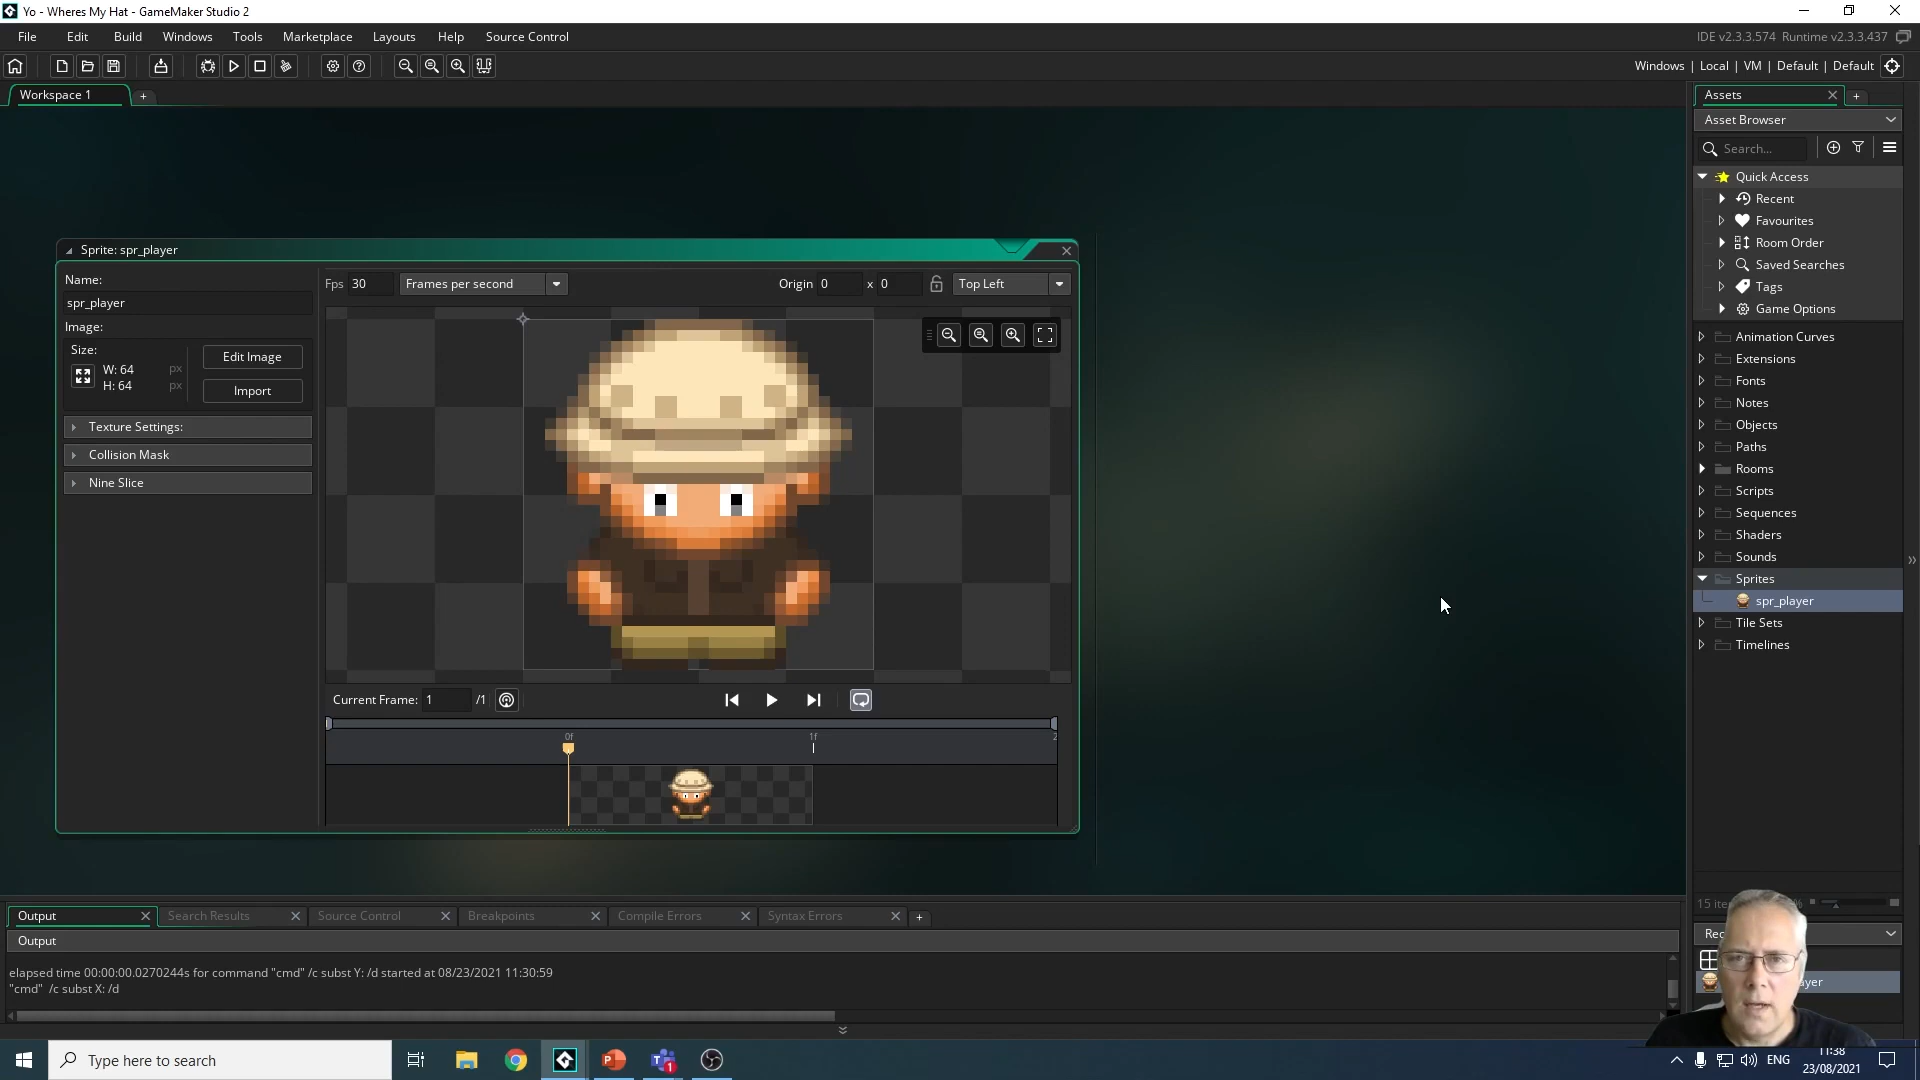 Yo - Wheres My Hat - GameMaker Studio 2
File Edit Build Windows Tools Marketplace Layouts Help Source Control
IDE v2.3.3.574 Runtime v2.3.3.437
Windows | Local | VM | Default | Default
Workspace 1
Sprite: spr_player
Name:
spr_player
Image:
Size:
W: 64 px
H: 64 px
Edit Image
Import
Texture Settings:
Collision Mask
Nine Slice
Fps 30 Frames per second
Origin 0 x 0 Top Left
Current Frame: 1 /1
0f 1f 2
Assets
Asset Browser
Search...
Quick Access
Recent
Favourites
Room Order
Saved Searches
Tags
Game Options
Animation Curves
Extensions
Fonts
Notes
Objects
Paths
Rooms
Scripts
Sequences
Shaders
Sounds
Sprites
spr_player
Tile Sets
Timelines
Output Search Results Source Control Breakpoints Compile Errors Syntax Errors
Output
elapsed time 00:00:00.0270244s for command "cmd" /c subst Y: /d started at 08/23/2021 11:30:59
"cmd" /c subst X: /d
Type here to search
ENG
11:38
23/08/2021